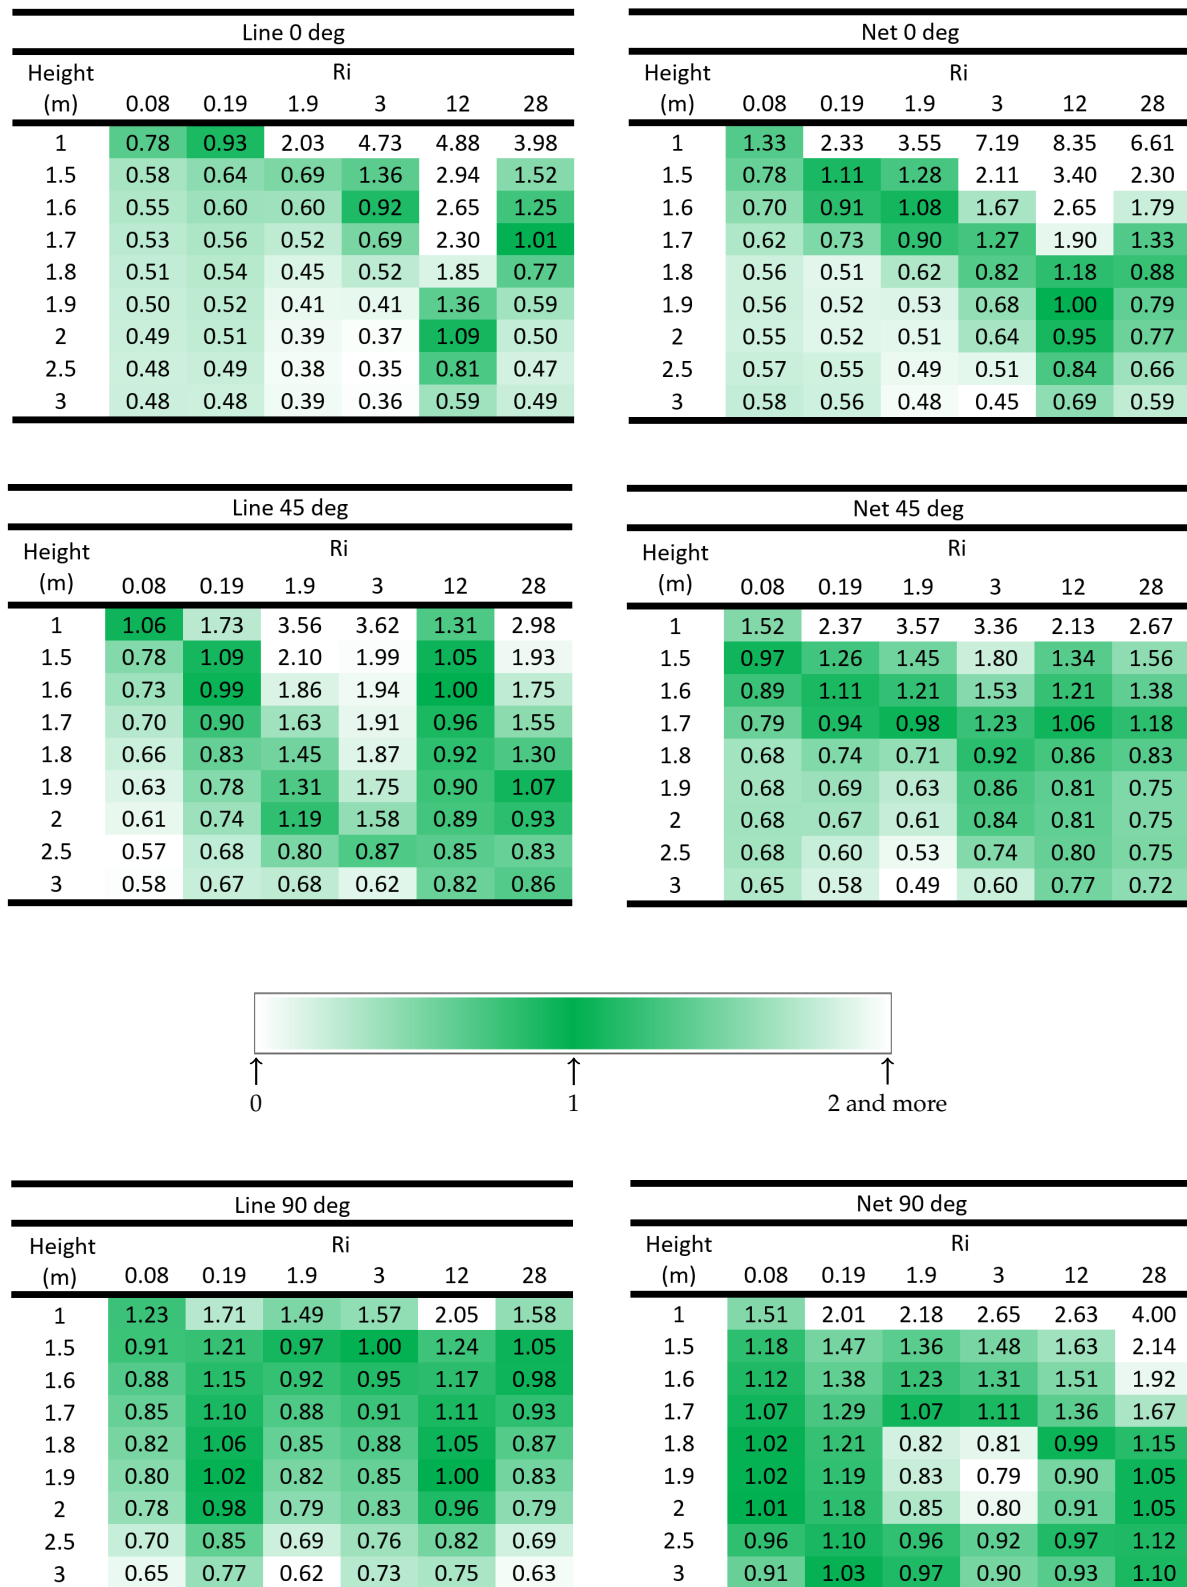 Line 0 deg
Height Ri
(m) 0.08 0.19 1.9 3 12 28
1 0.78 0.93 2.03 4.73 4.88 3.98
1.5 0.58 0.64 0.69 1.36 2.94 1.52
1.6 0.55 0.60 0.60 0.92 2.65 1.25
1.7 0.53 0.56 0.52 0.69 2.30 1.01
1.8 0.51 0.54 0.45 0.52 1.85 0.77
1.9 0.50 0.52 0.41 0.41 1.36 0.59
2 0.49 0.51 0.39 0.37 1.09 0.50
2.5 0.48 0.49 0.38 0.35 0.81 0.47
3 0.48 0.48 0.39 0.36 0.59 0.49
Net 0 deg
Height Ri
(m) 0.08 0.19 1.9 3 12 28
1 1.33 2.33 3.55 7.19 8.35 6.61
1.5 0.78 1.11 1.28 2.11 3.40 2.30
1.6 0.70 0.91 1.08 1.67 2.65 1.79
1.7 0.62 0.73 0.90 1.27 1.90 1.33
1.8 0.56 0.51 0.62 0.82 1.18 0.88
1.9 0.56 0.52 0.53 0.68 1.00 0.79
2 0.55 0.52 0.51 0.64 0.95 0.77
2.5 0.57 0.55 0.49 0.51 0.84 0.66
3 0.58 0.56 0.48 0.45 0.69 0.59
Line 45 deg
Height Ri
(m) 0.08 0.19 1.9 3 12 28
1 1.06 1.73 3.56 3.62 1.31 2.98
1.5 0.78 1.09 2.10 1.99 1.05 1.93
1.6 0.73 0.99 1.86 1.94 1.00 1.75
1.7 0.70 0.90 1.63 1.91 0.96 1.55
1.8 0.66 0.83 1.45 1.87 0.92 1.30
1.9 0.63 0.78 1.31 1.75 0.90 1.07
2 0.61 0.74 1.19 1.58 0.89 0.93
2.5 0.57 0.68 0.80 0.87 0.85 0.83
3 0.58 0.67 0.68 0.62 0.82 0.86
Net 45 deg
Height Ri
(m) 0.08 0.19 1.9 3 12 28
1 1.52 2.37 3.57 3.36 2.13 2.67
1.5 0.97 1.26 1.45 1.80 1.34 1.56
1.6 0.89 1.11 1.21 1.53 1.21 1.38
1.7 0.79 0.94 0.98 1.23 1.06 1.18
1.8 0.68 0.74 0.71 0.92 0.86 0.83
1.9 0.68 0.69 0.63 0.86 0.81 0.75
2 0.68 0.67 0.61 0.84 0.81 0.75
2.5 0.68 0.60 0.53 0.74 0.80 0.75
3 0.65 0.58 0.49 0.60 0.77 0.72
0 1 2 and more
Line 90 deg
Height Ri
(m) 0.08 0.19 1.9 3 12 28
1 1.23 1.71 1.49 1.57 2.05 1.58
1.5 0.91 1.21 0.97 1.00 1.24 1.05
1.6 0.88 1.15 0.92 0.95 1.17 0.98
1.7 0.85 1.10 0.88 0.91 1.11 0.93
1.8 0.82 1.06 0.85 0.88 1.05 0.87
1.9 0.80 1.02 0.82 0.85 1.00 0.83
2 0.78 0.98 0.79 0.83 0.96 0.79
2.5 0.70 0.85 0.69 0.76 0.82 0.69
3 0.65 0.77 0.62 0.73 0.75 0.63
Net 90 deg
Height Ri
(m) 0.08 0.19 1.9 3 12 28
1 1.51 2.01 2.18 2.65 2.63 4.00
1.5 1.18 1.47 1.36 1.48 1.63 2.14
1.6 1.12 1.38 1.23 1.31 1.51 1.92
1.7 1.07 1.29 1.07 1.11 1.36 1.67
1.8 1.02 1.21 0.82 0.81 0.99 1.15
1.9 1.02 1.19 0.83 0.79 0.90 1.05
2 1.01 1.18 0.85 0.80 0.91 1.05
2.5 0.96 1.10 0.96 0.92 0.97 1.12
3 0.91 1.03 0.97 0.90 0.93 1.10